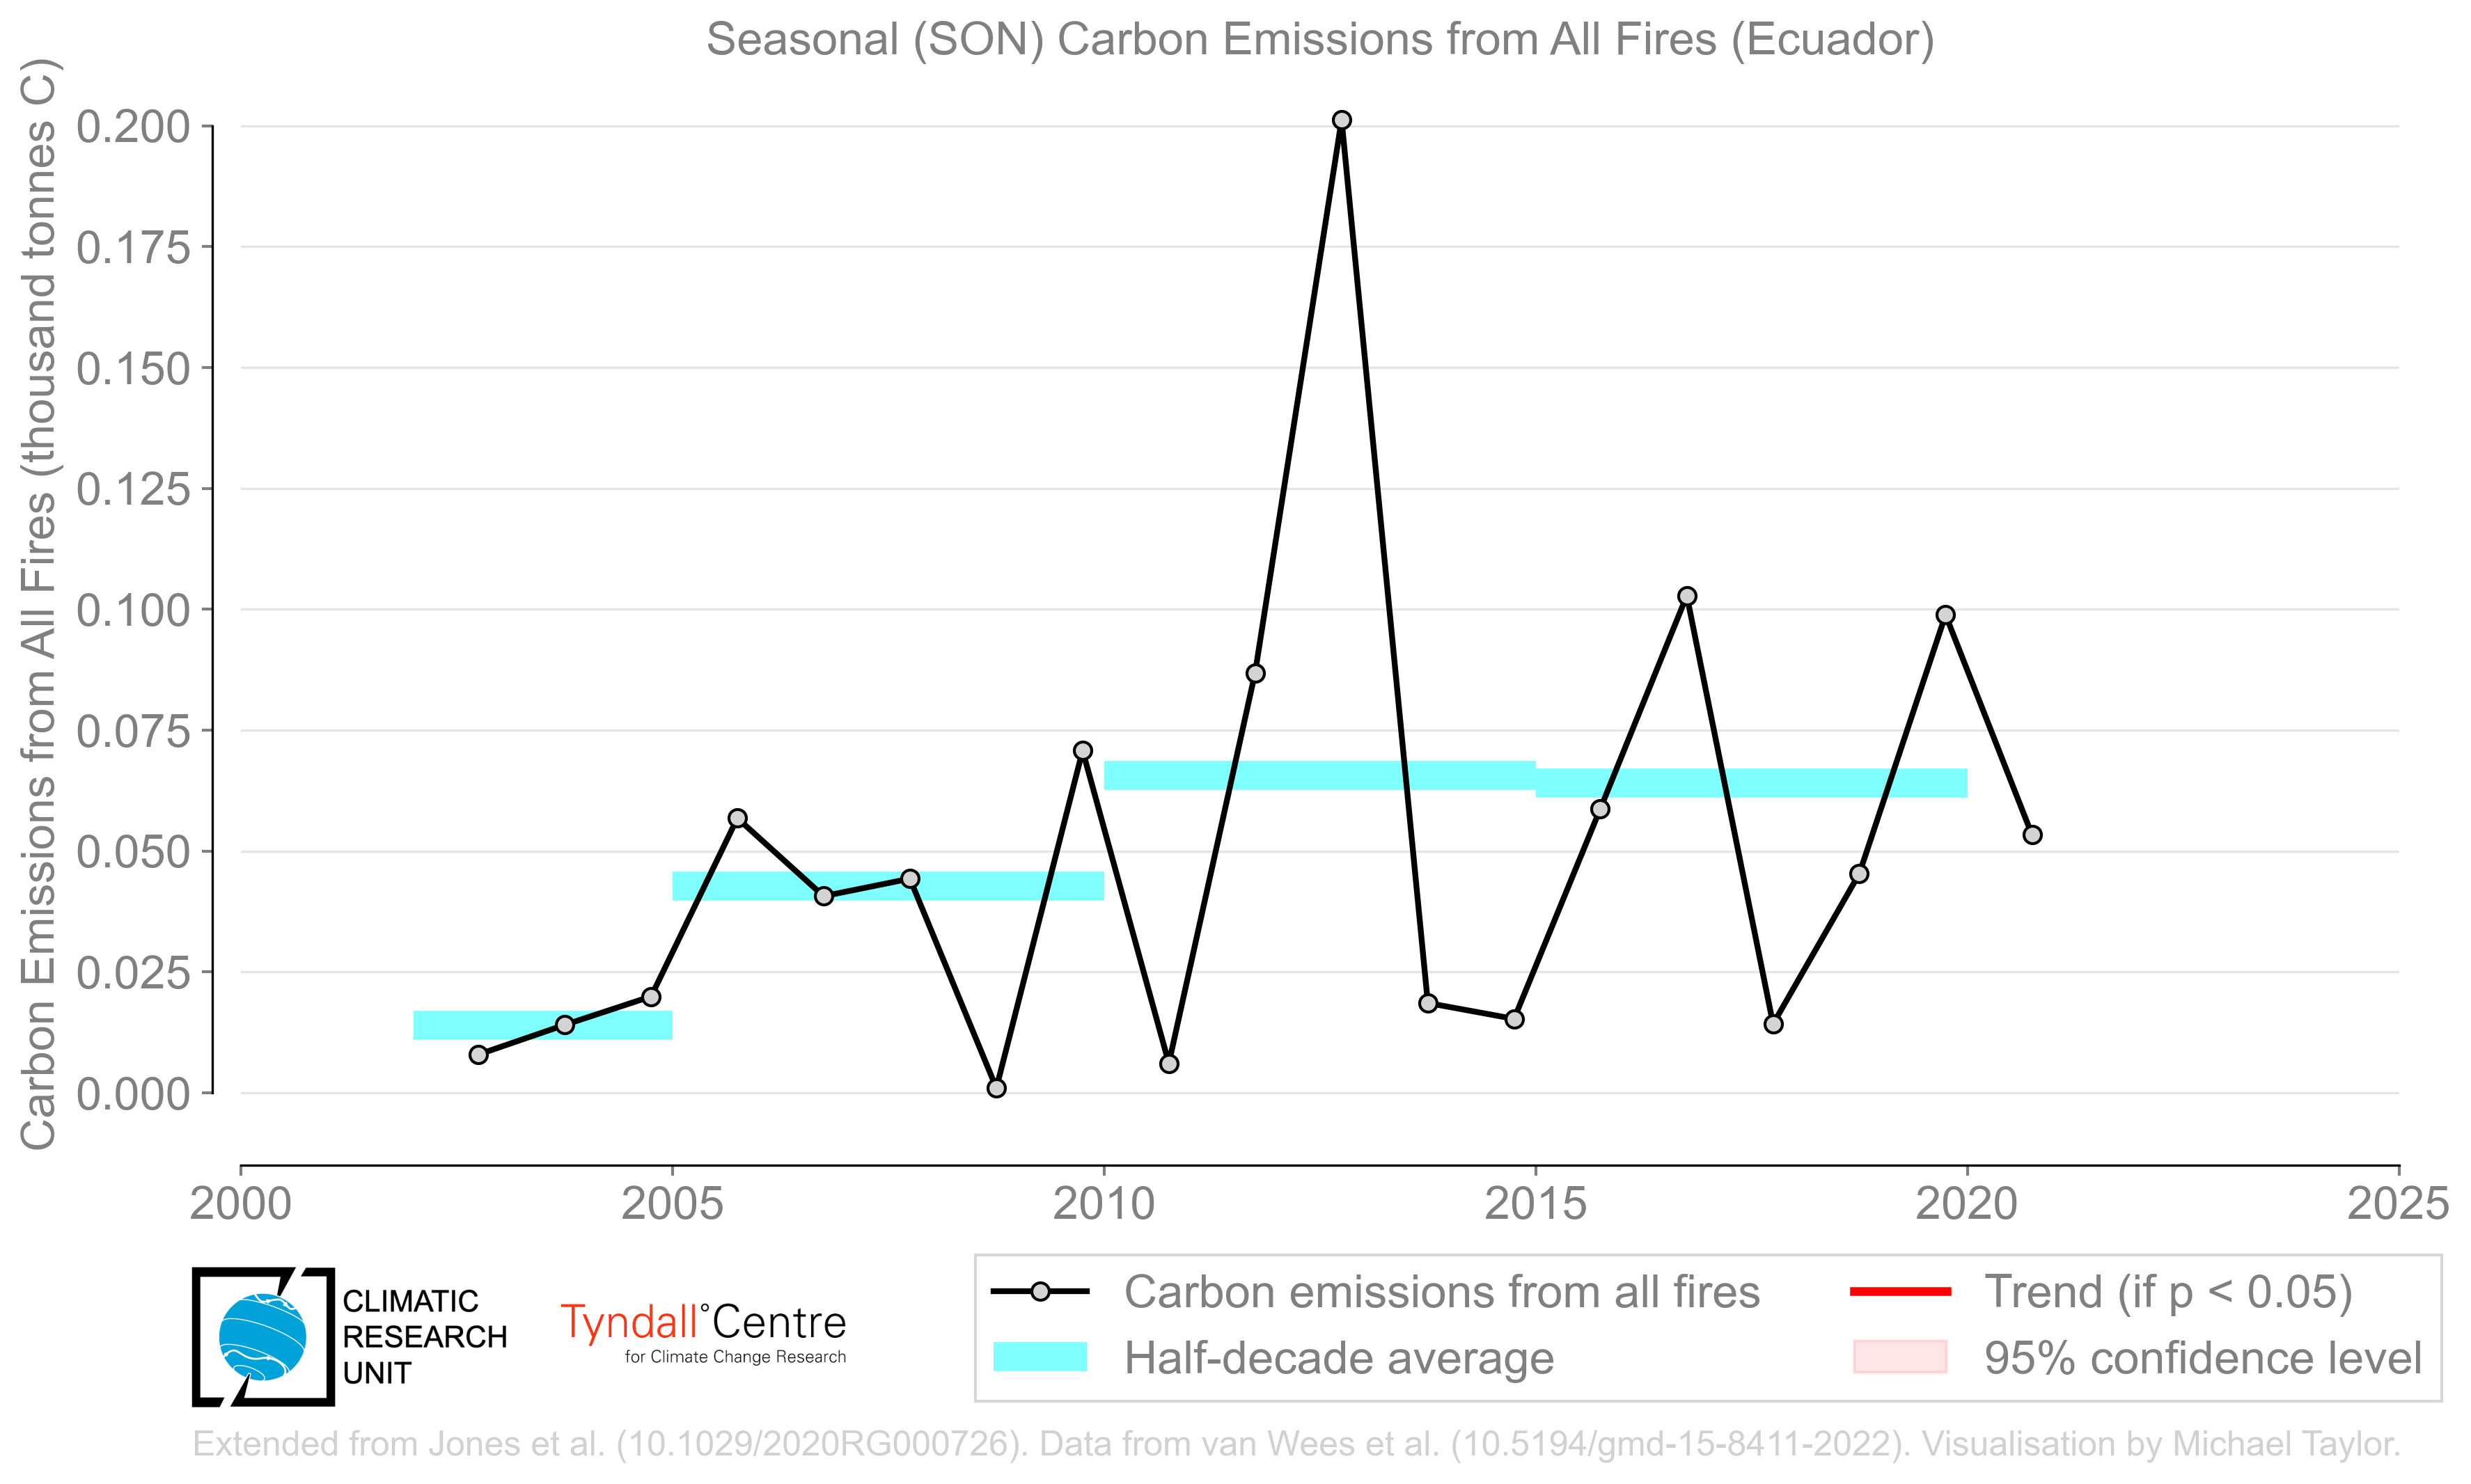 Seasonal (SON) Carbon Emissions from All Fires (Ecuador)
Carbon Emissions from All Fires (thousand tonnes C)
0.200
0.175
0.150
0.125
0.100
0.075
0.050
0.025
0.000
2000 2005 2010 2015 2020 2025
CLIMATIC
RESEARCH
UNIT
Tyndall°Centre
for Climate Change Research
Carbon emissions from all fires
Half-decade average
Trend (if p < 0.05)
95% confidence level
Extended from Jones et al. (10.1029/2020RG000726). Data from van Wees et al. (10.5194/gmd-15-8411-2022). Visualisation by Michael Taylor.